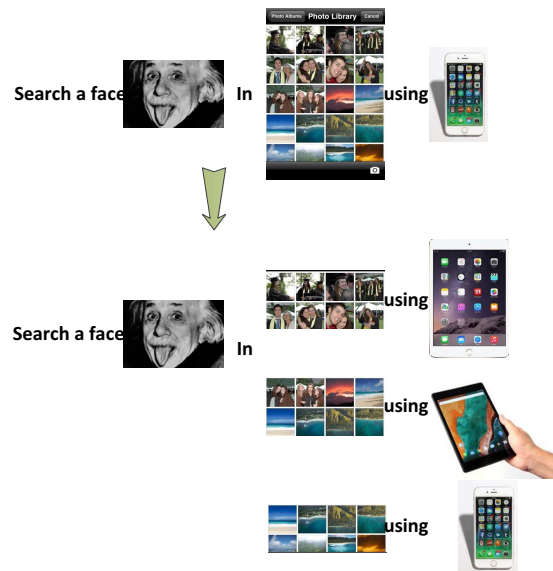 Photo Albums Photo Library Cancel
Search a face In using
using
Search a face In
using
using